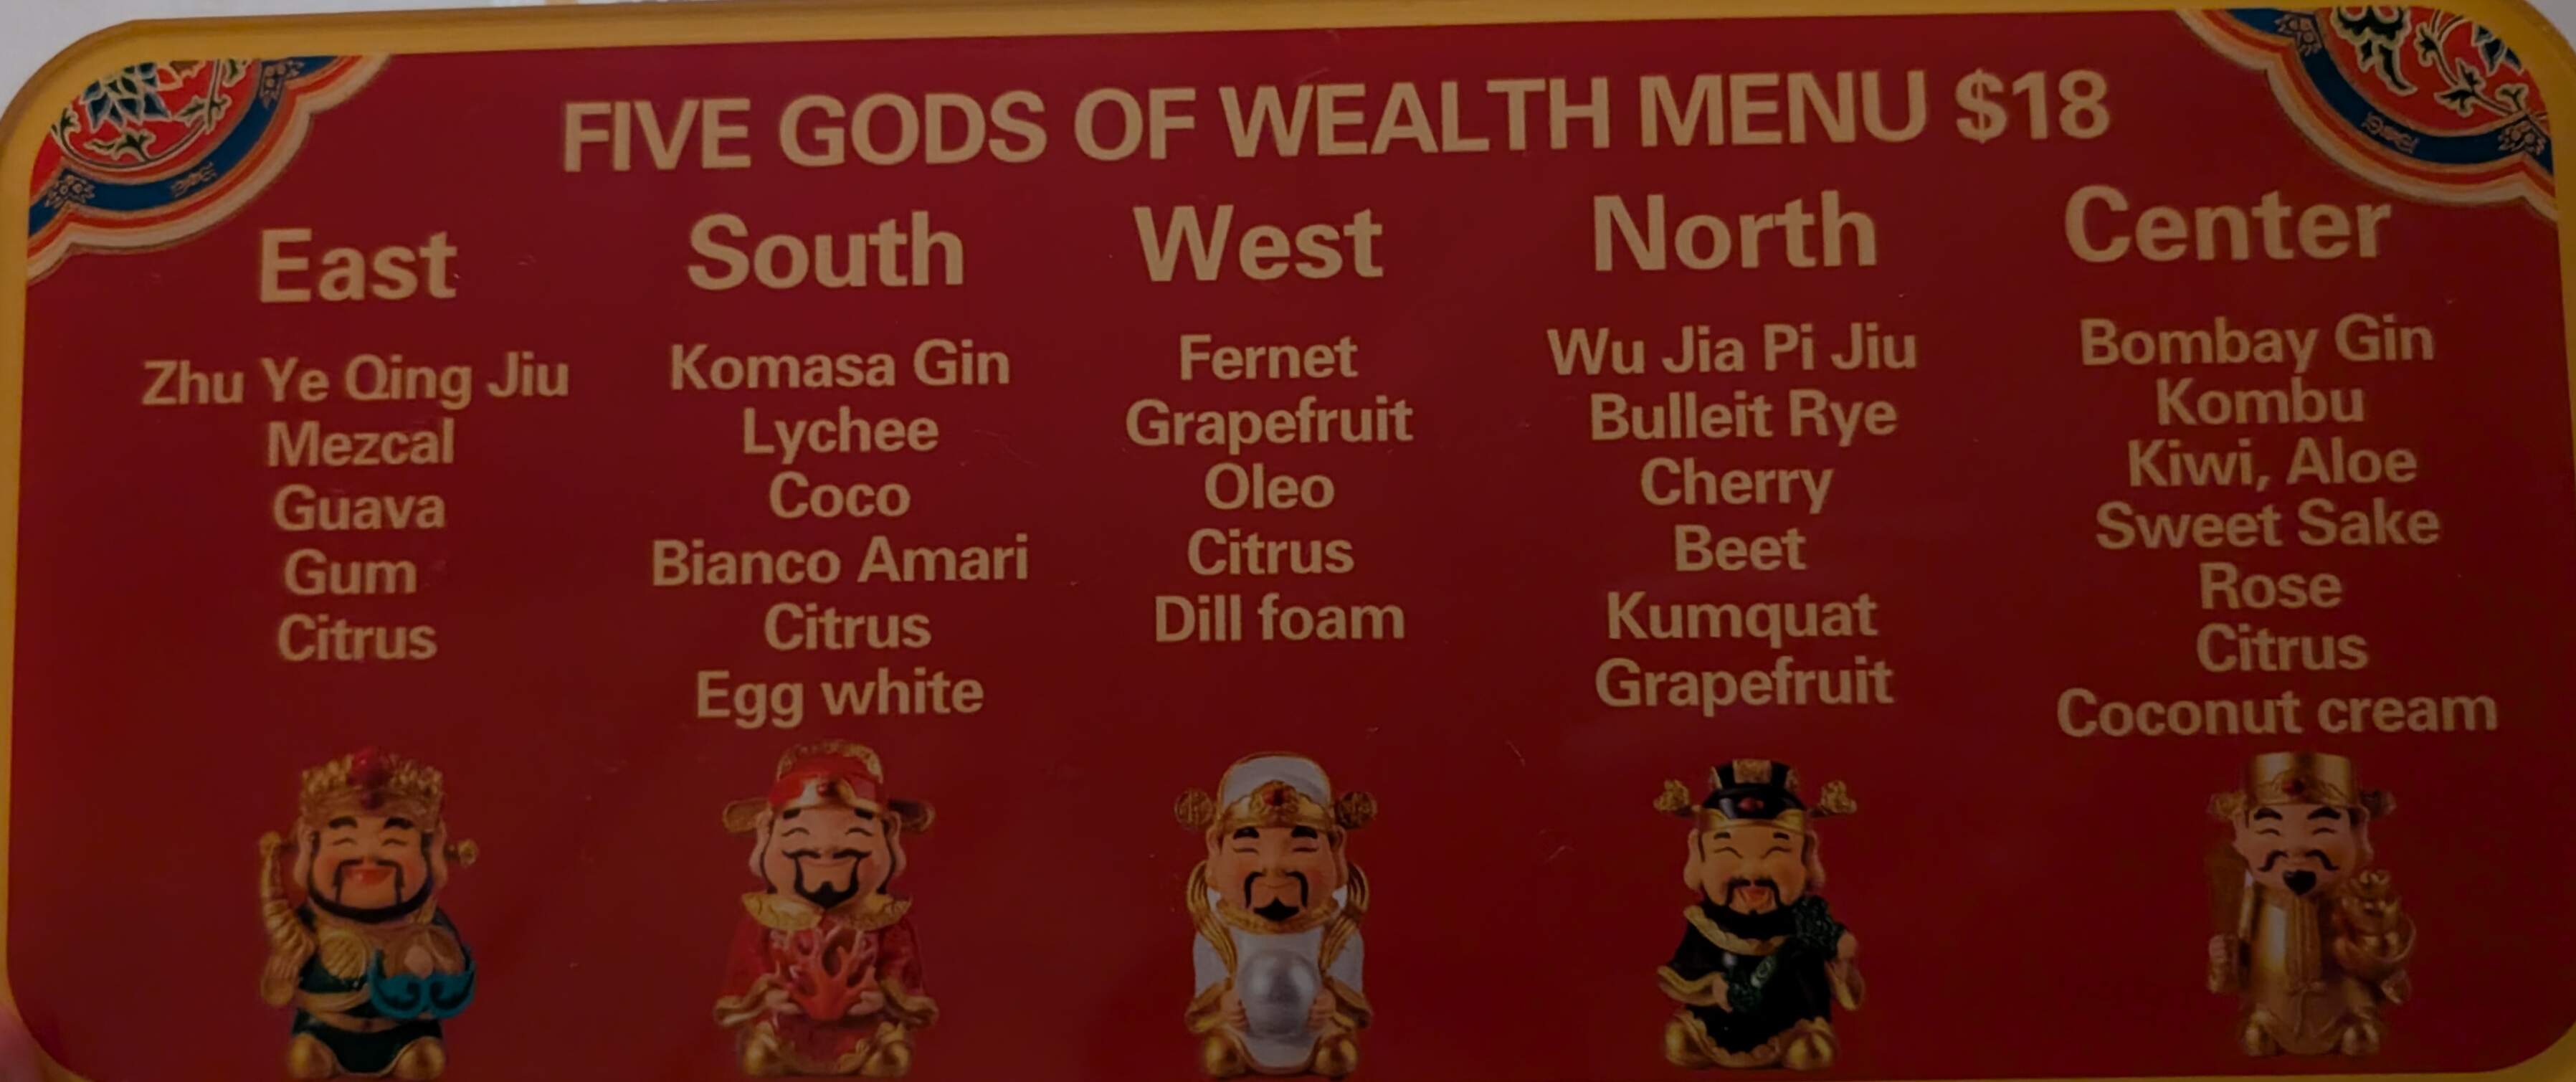 FIVE GODS OF WEALTH MENU $18
East
Zhu Ye Qing Jiu
Mezcal
Guava
Gum
Citrus
South
Komasa Gin
Lychee
Coco
Bianco Amari
Citrus
Egg white
West
Fernet
Grapefruit
Oleo
Citrus
Dill foam
North
Wu Jia Pi Jiu
Bulleit Rye
Cherry
Beet
Kumquat
Grapefruit
Center
Bombay Gin
Kombu
Kiwi, Aloe
Sweet Sake
Rose
Citrus
Coconut cream